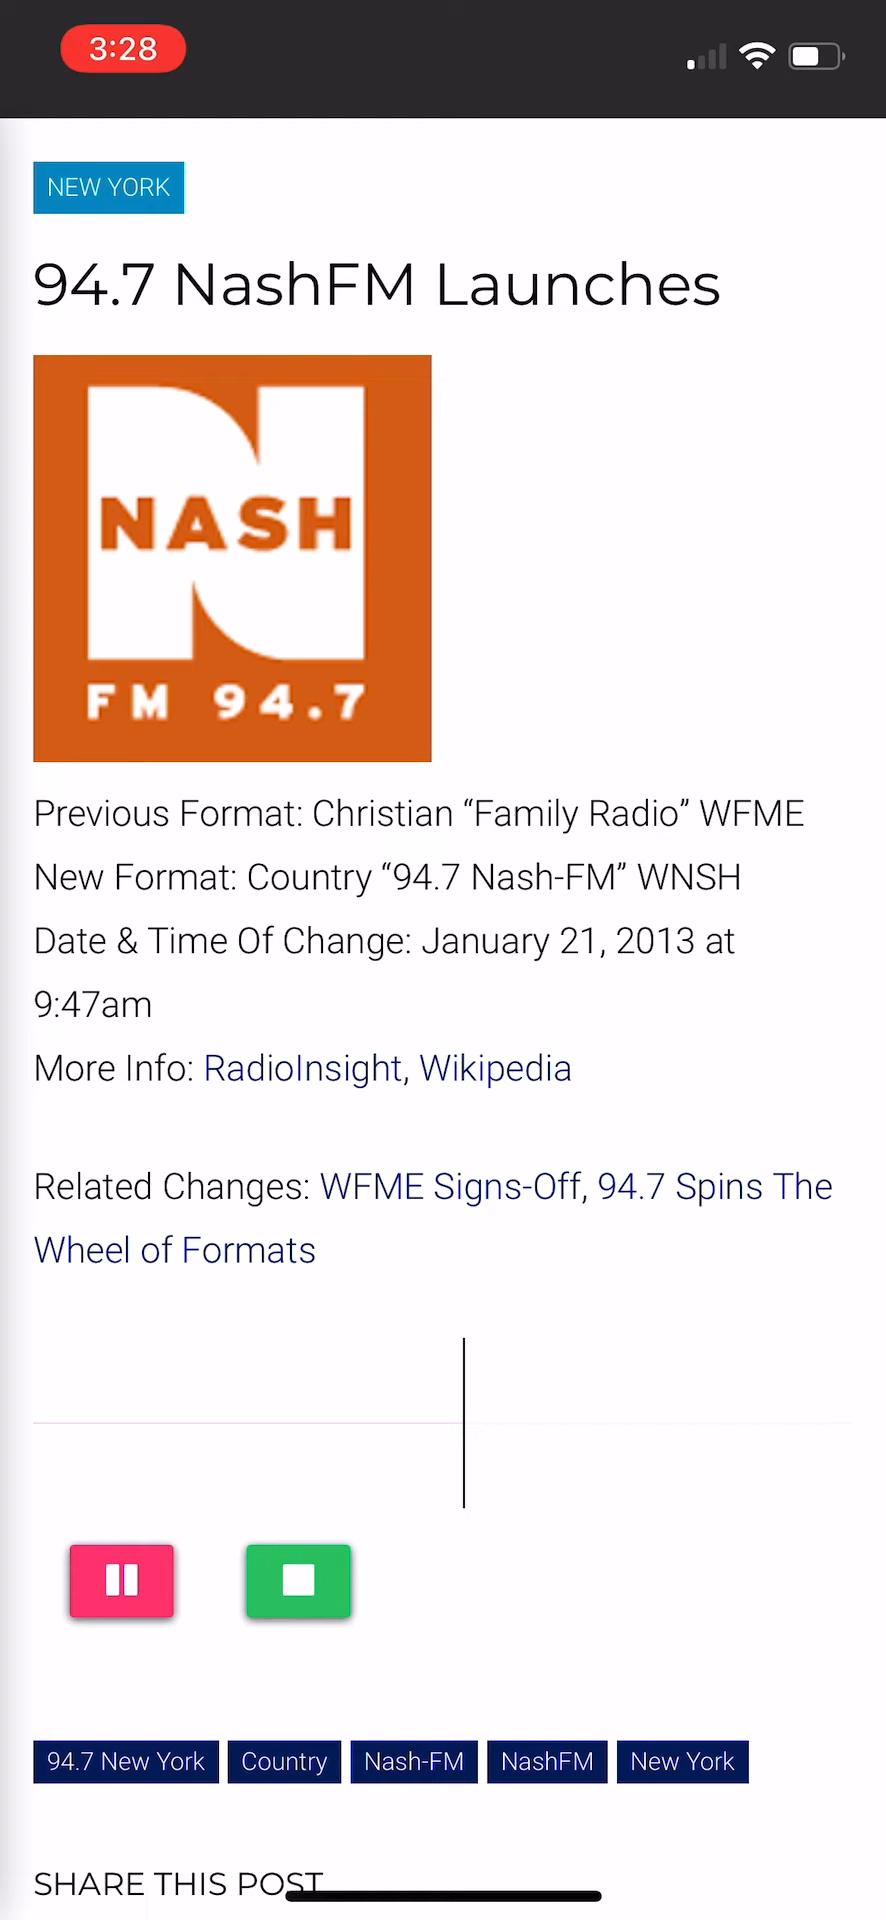 3:28
NEW YORK
94.7 NashFM Launches
NASH
FM 94.7
Previous Format: Christian “Family Radio” WFME
New Format: Country “94.7 Nash-FM” WNSH
Date & Time Of Change: January 21, 2013 at
9:47am
More Info: RadioInsight, Wikipedia
Related Changes: WFME Signs-Off, 94.7 Spins The
Wheel of Formats
94.7 New York Country Nash-FM NashFM New York
SHARE THIS POST